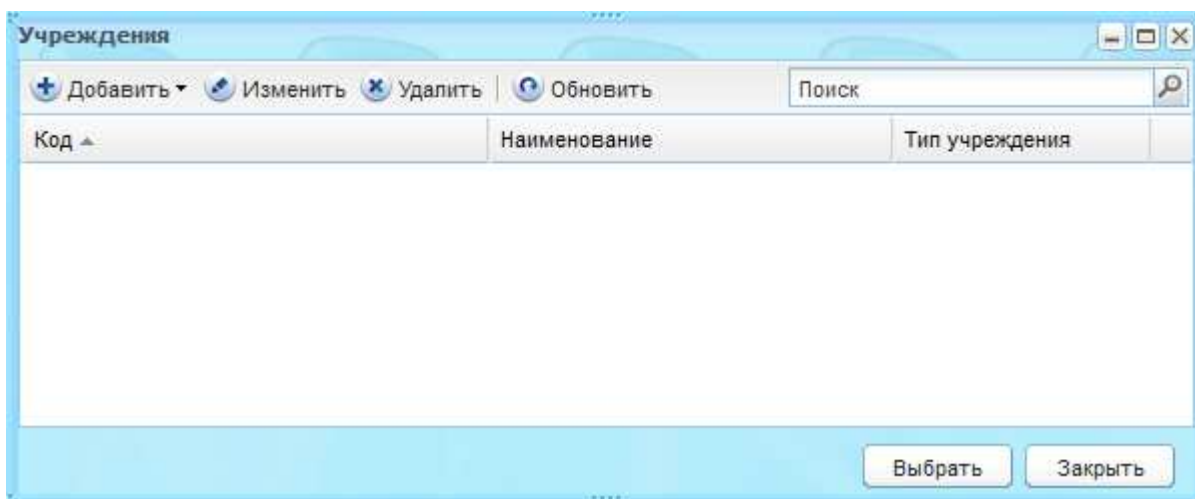 Учреждения
Добавить Изменить Удалить Обновить Поиск
Код Наименование Тип учреждения
Выбрать Закрыть